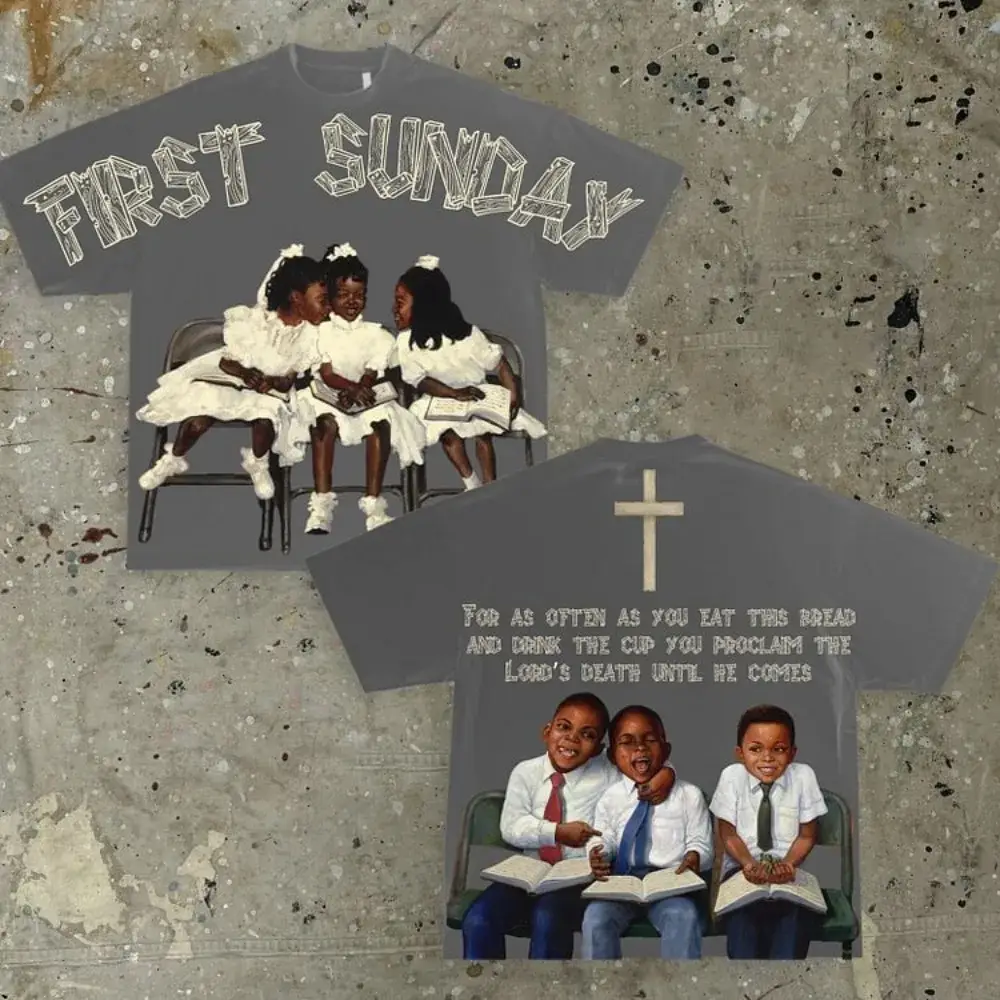 FIRST SUNDAY
FOR AS OFTEN AS YOU EAT THIS BREAD
AND DRINK THE CUP YOU PROCLAIM THE
LORD'S DEATH UNTIL HE COMES